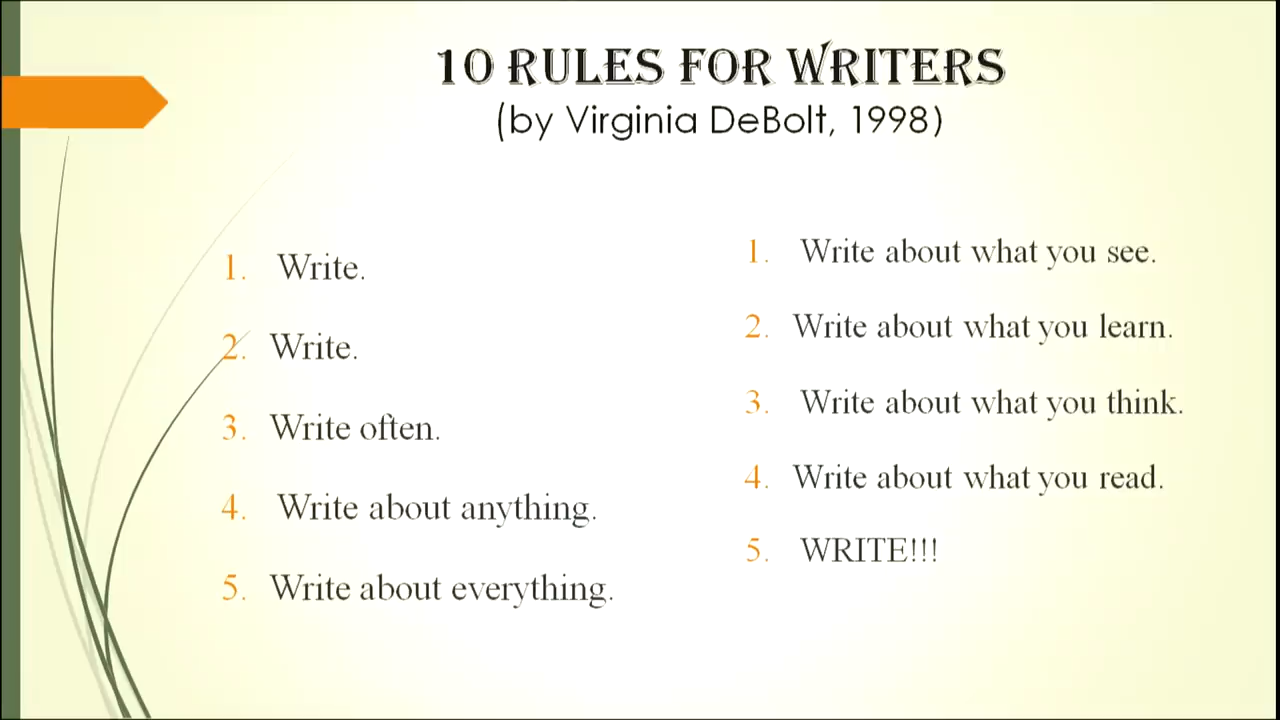 10 RULES FOR WRITERS
(by Virginia DeBolt, 1998)
1. Write.
2. Write.
3. Write often.
4. Write about anything.
5. Write about everything.
1. Write about what you see.
2. Write about what you learn.
3. Write about what you think.
4. Write about what you read.
5. WRITE!!!